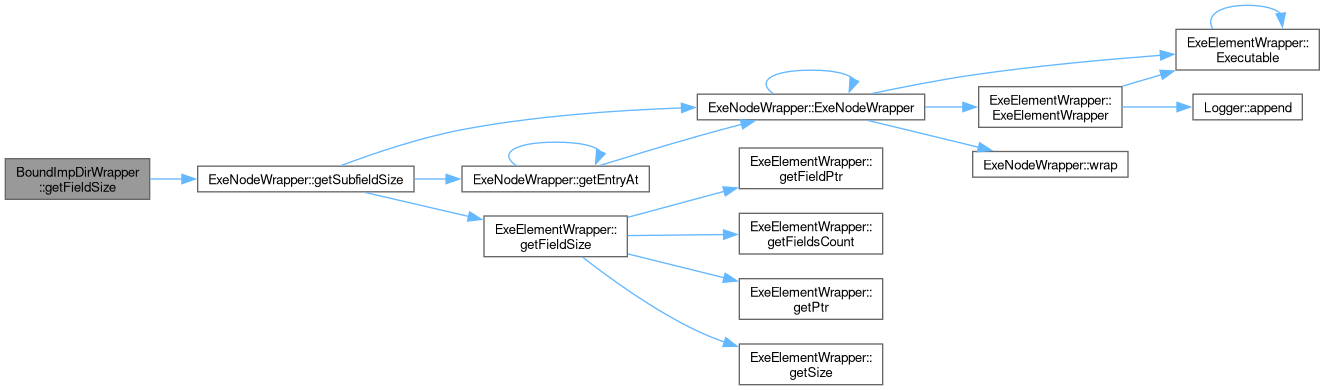 BoundImpDirWrapper
::getFieldSize
ExeNodeWrapper::getSubfieldSize
ExeNodeWrapper::ExeNodeWrapper
ExeNodeWrapper::getEntryAt
ExeElementWrapper::
getFieldSize
ExeElementWrapper::
Executable
ExeElementWrapper::
ExeElementWrapper
Logger::append
ExeNodeWrapper::wrap
ExeElementWrapper::
getFieldPtr
ExeElementWrapper::
getFieldsCount
ExeElementWrapper::
getPtr
ExeElementWrapper::
getSize